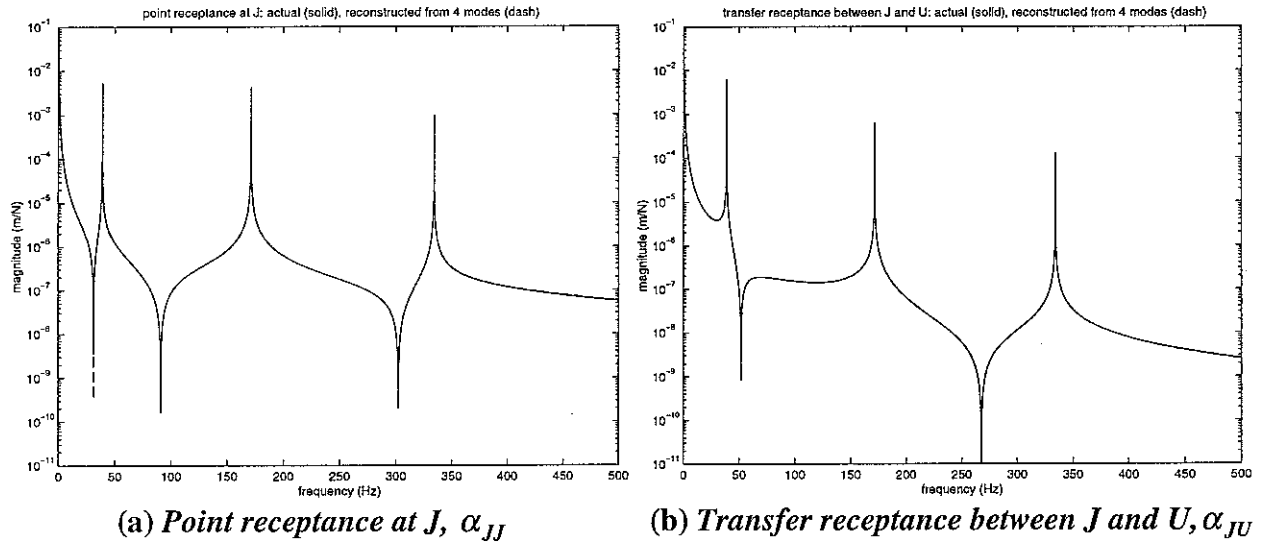 point receptance at J: actual (solid), reconstructed from 4 modes (dash)
10⁻¹
10⁻²
10⁻³
10⁻⁴
10⁻⁵
10⁻⁶
10⁻⁷
10⁻⁸
10⁻⁹
10⁻¹⁰
10⁻¹¹
magnitude (m/N)
0 50 100 150 200 250 300 350 400 450 500
frequency (Hz)
(a) Point receptance at J, α_JJ
transfer receptance between J and U: actual (solid), reconstructed from 4 modes (dash)
10⁻¹
10⁻²
10⁻³
10⁻⁴
10⁻⁵
10⁻⁶
10⁻⁷
10⁻⁸
10⁻⁹
10⁻¹⁰
10⁻¹¹
magnitude (m/N)
0 50 100 150 200 250 300 350 400 450 500
frequency (Hz)
(b) Transfer receptance between J and U, α_JU